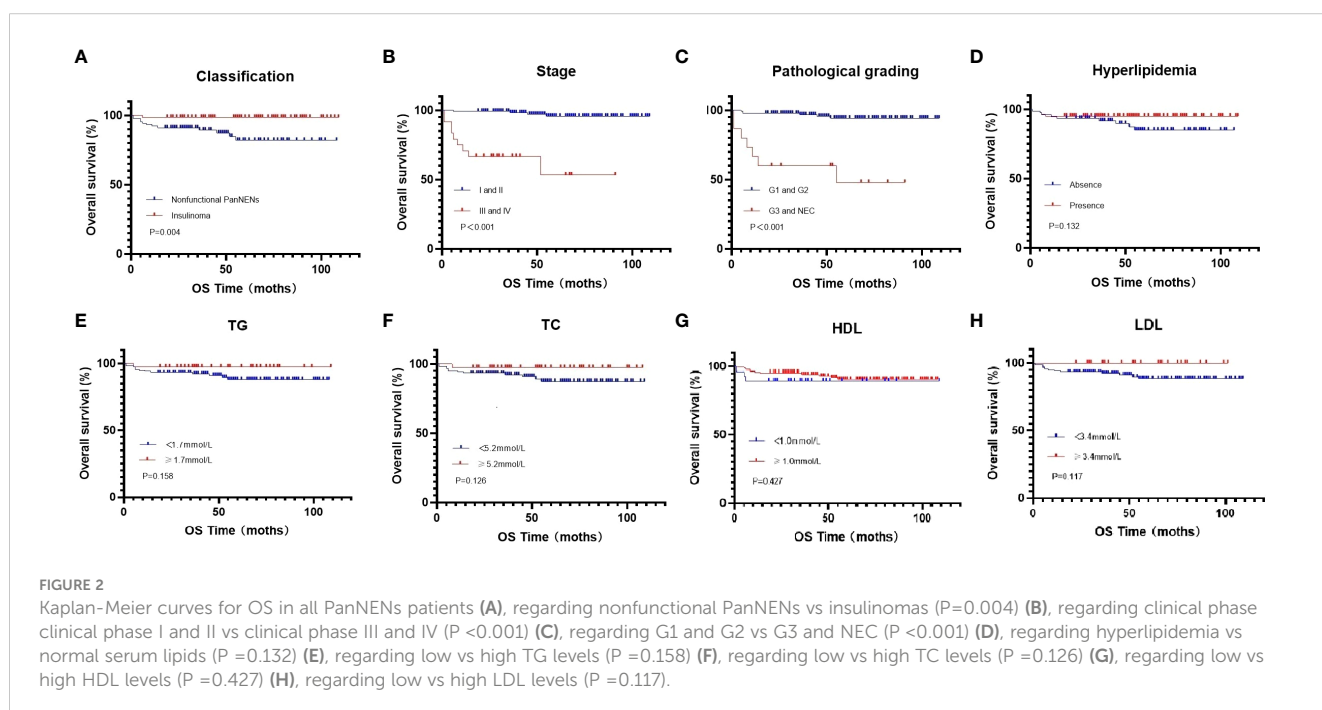 A
Classification
Overall survival (%)
100
50
0
Nonfunctional PanNENs
Insulinoma
P=0.004
0
50
100
OS Time (moths)
B
Stage
Overall survival (%)
100
50
0
I and II
III and IV
P<0.001
0
50
100
OS Time (moths)
C
Pathological grading
Overall survival (%)
100
50
0
G1 and G2
G3 and NEC
P<0.001
0
50
100
OS Time (moths)
D
Hyperlipidemia
Overall survival (%)
100
50
0
Absence
Presence
P=0.132
0
50
100
OS Time (moths)
E
TG
Overall survival (%)
100
50
0
<1.7mmol/L
≥1.7mmol/L
P=0.158
0
50
100
OS Time (moths)
F
TC
Overall survival (%)
100
50
0
<5.2mmol/L
≥5.2mmol/L
P=0.126
0
50
100
OS Time (moths)
G
HDL
Overall survival (%)
100
50
0
<1.0mmol/L
≥1.0mmol/L
P=0.427
0
50
100
OS Time (moths)
H
LDL
Overall survival (%)
100
50
0
<3.4mmol/L
≥3.4mmol/L
P=0.117
0
50
100
OS Time (moths)
FIGURE 2
Kaplan-Meier curves for OS in all PanNENs patients (A), regarding nonfunctional PanNENs vs insulinomas (P=0.004) (B), regarding clinical phase
clinical phase I and II vs clinical phase III and IV (P <0.001) (C), regarding G1 and G2 vs G3 and NEC (P <0.001) (D), regarding hyperlipidemia vs
normal serum lipids (P =0.132) (E), regarding low vs high TG levels (P =0.158) (F), regarding low vs high TC levels (P =0.126) (G), regarding low vs
high HDL levels (P =0.427) (H), regarding low vs high LDL levels (P =0.117).